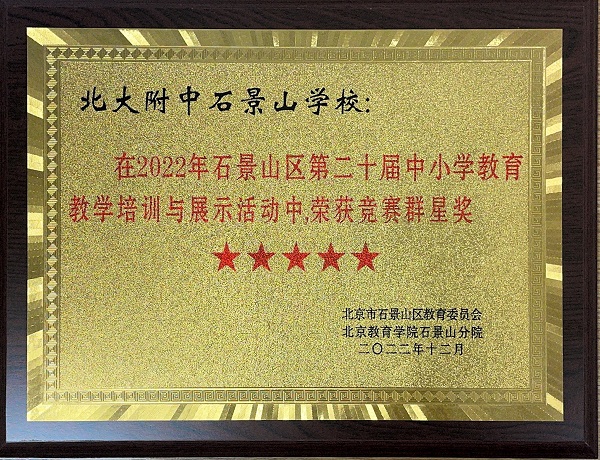 北大附中石景山学校：
在2022年石景山区第二十届中小学教育
教学培训与展示活动中,荣获竞赛群星奖
★★★★★
北京市石景山区教育委员会
北京教育学院石景山分院
二〇二二年十二月